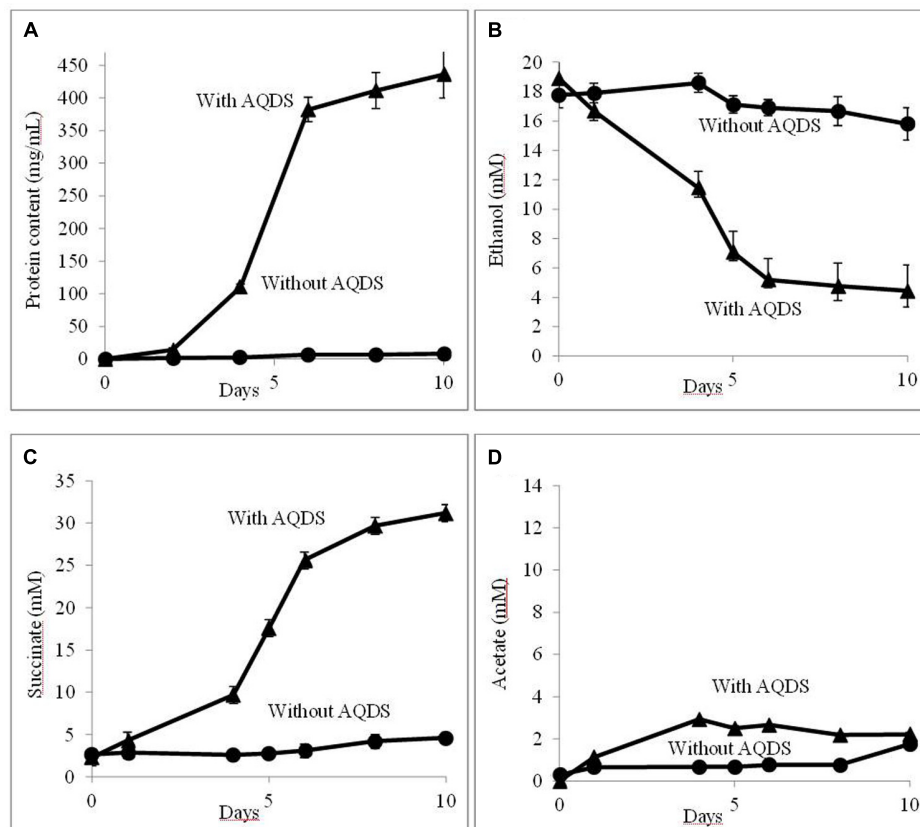 A
Protein content (mg/mL)
450
400
350
300
250
200
150
100
50
0
With AQDS
Without AQDS
0
5
10
Days
B
Ethanol (mM)
20
18
16
14
12
10
8
6
4
2
0
Without AQDS
With AQDS
0
5
10
Days
C
Succinate (mM)
35
30
25
20
15
10
5
0
With AQDS
Without AQDS
0
5
10
Days
D
Acetate (mM)
14
12
10
8
6
4
2
0
With AQDS
Without AQDS
0
5
10
Days